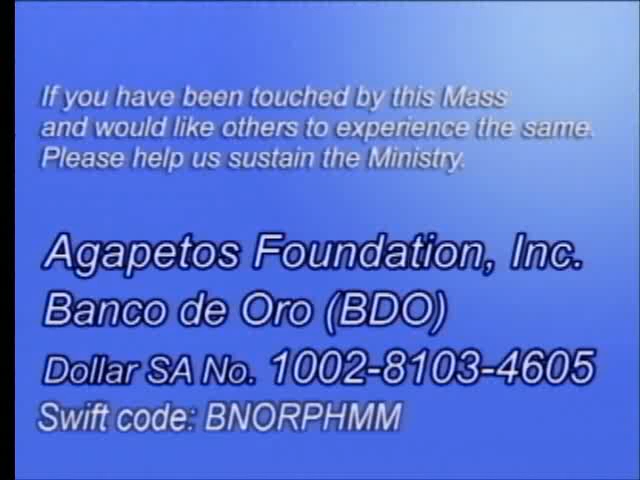 If you have been touched by this Mass
and would like others to experience the same.
Please help us sustain the Ministry.
Agapetos Foundation, Inc.
Banco de Oro (BDO)
Dollar SA No. 1002-8103-4605
Swift code: BNORPHMM